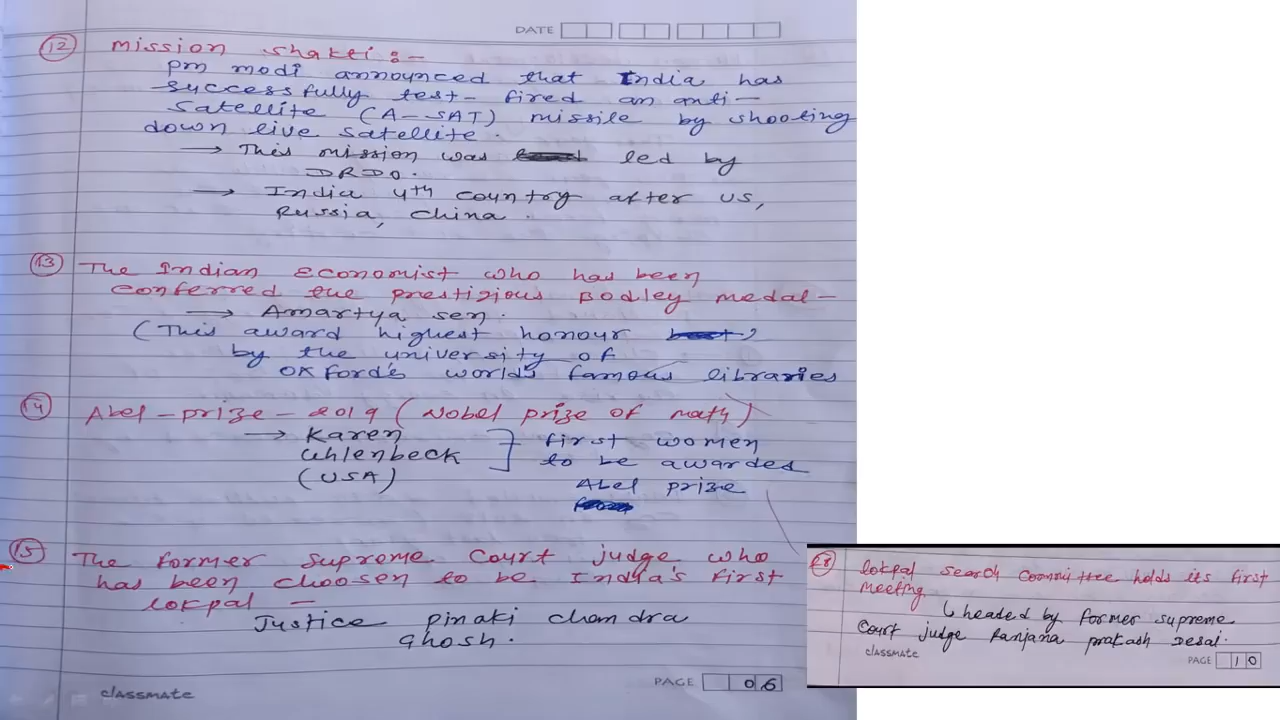 DATE
12 Mission Shakti :-
PM Modi announced that India has
successfully test-fired an anti-
satellite (A-SAT) missile by shooting
down live satellite.
→ This mission was led by
DRDO.
→ India 4th country after US,
Russia, China.
13 The Indian Economist who has been
conferred the prestigious Bodley medal-
→ Amartya Sen.
(This award highest honour
by the university of
Oxford's world's famous libraries
14 Abel-prize-2019 (Nobel prize of math)
→ Karen
Uhlenbeck
(USA)
first women
to be awarded
Abel prize
15 The former Supreme Court judge who
has been choosen to be India's first
lokpal -
Justice Pinaki Chandra
Ghosh.
classmate
PAGE 06
lokpal search Committee holds its first
meeting
↳ headed by former supreme
Court judge Ranjana prakash Desai.
classmate
PAGE 10